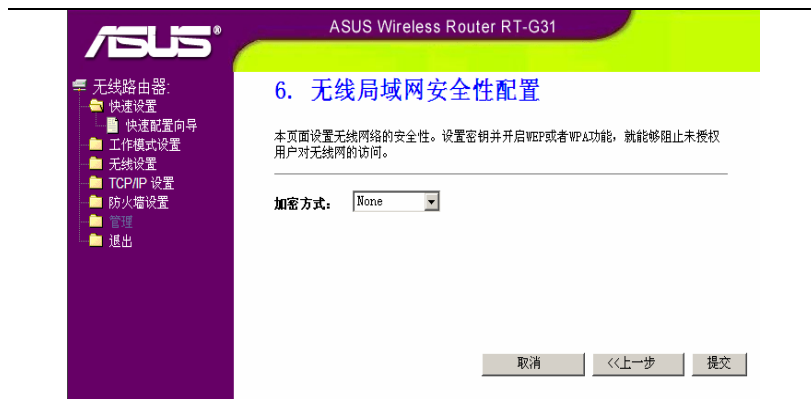 ASUS Wireless Router RT-G31
ASUS®
无线路由器:
快速设置
快速配置向导
工作模式设置
无线设置
TCP/IP 设置
防火墙设置
管理
退出
6. 无线局域网安全性配置
本页面设置无线网络的安全性。设置密钥并开启WEP或者WPA功能，就能够阻止未授权
用户对无线网的访问。
加密方式: None
取消 <<上一步 提交